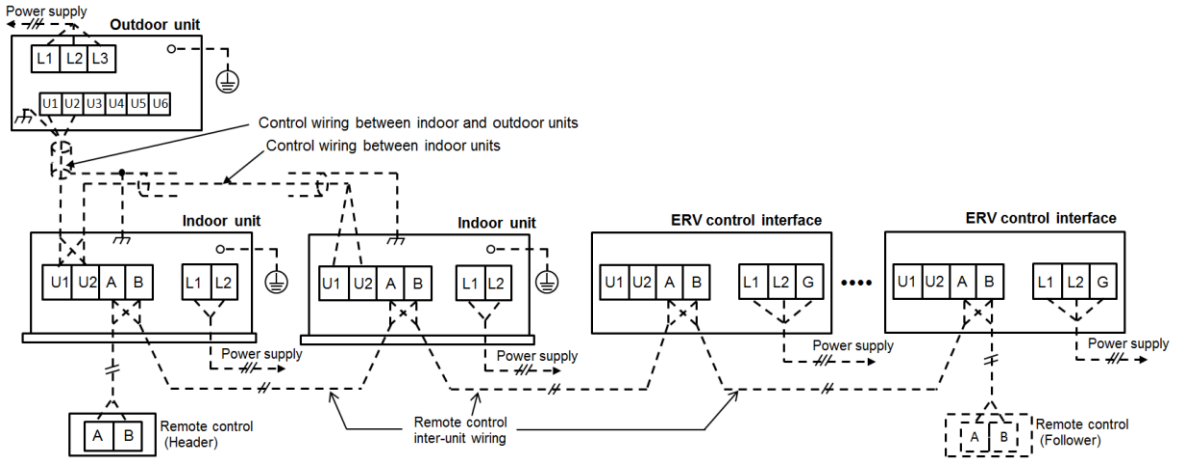 Power supply
Outdoor unit
L1 L2 L3
U1 U2 U3 U4 U5 U6
Control wiring between indoor and outdoor units
Control wiring between indoor units
Indoor unit
U1 U2 A B
L1 L2
Power supply
Indoor unit
U1 U2 A B
L1 L2
Power supply
ERV control interface
U1 U2 A B
L1 L2 G
Power supply
ERV control interface
U1 U2 A B
L1 L2 G
Power supply
A B
Remote control
(Header)
Remote control
inter-unit wiring
A B
Remote control
(Follower)